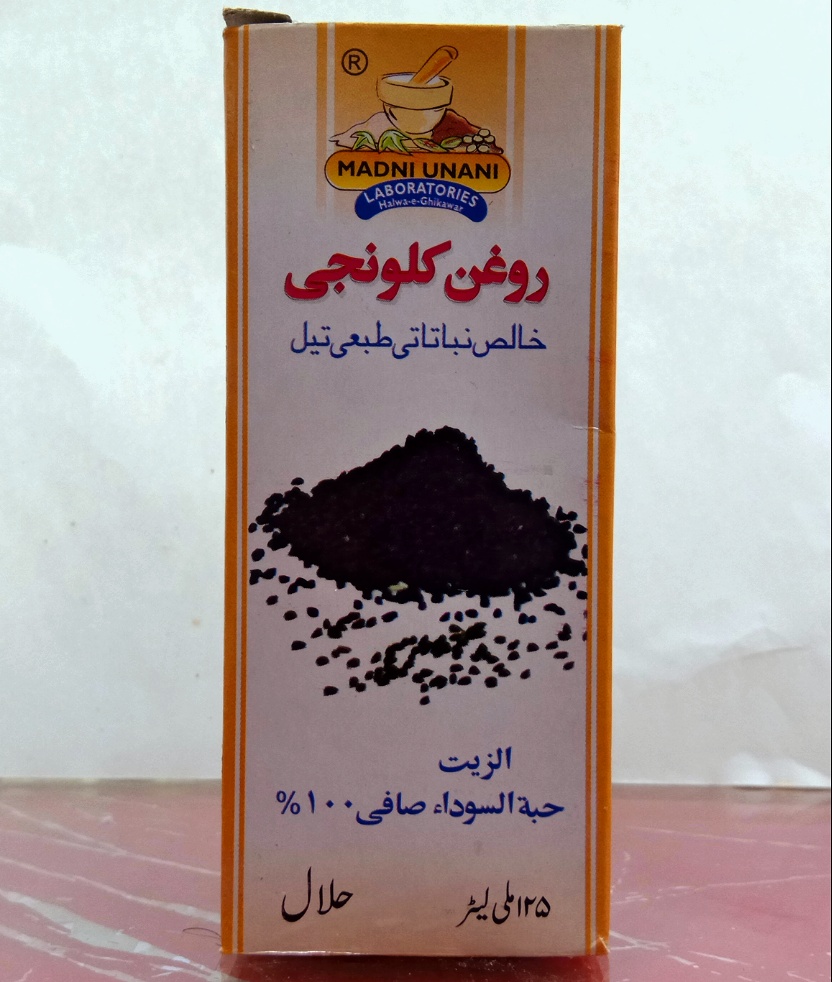 ®
MADNI UNANI
LABORATORIES
Halwa-e-Ghikawar
روغن کلونجی
خالص نباتاتی طبعی تیل
الزيت
حبة السوداء صافی ۱۰۰%
۱۲۵ ملی لیٹر
حلال